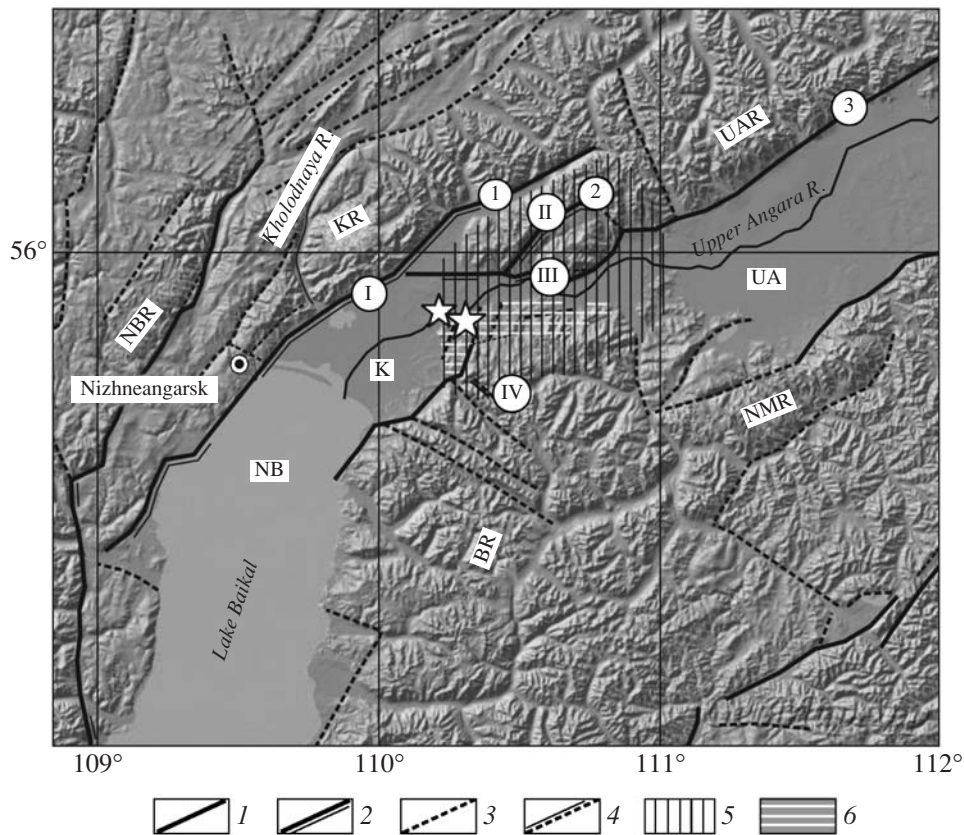 3
UAR
Kholodnaya R.
1
2
II
KR
Upper Angara R.
56°
III
UA
I
NBR
K
Nizhneangarsk
IV
NMR
NB
BR
Lake Baikal
109° 110° 111° 112°
1 2 3 4 5 6